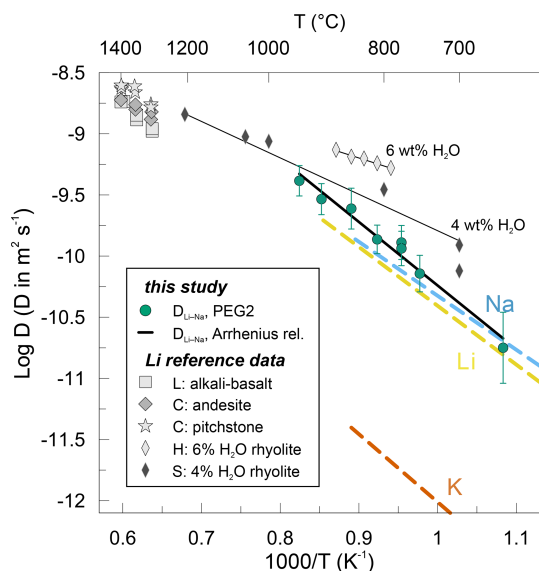 T (°C)
1400 1200 1000 800 700
-8.5
-9
-9.5
-10
-10.5
-11
-11.5
-12
Log D (D in m² s⁻¹)
6 wt% H₂O
4 wt% H₂O
Na
Li
K
this study
D_Li–Na, PEG2
D_Li–Na, Arrhenius rel.
Li reference data
L: alkali-basalt
C: andesite
C: pitchstone
H: 6% H₂O rhyolite
S: 4% H₂O rhyolite
0.6 0.7 0.8 0.9 1 1.1
1000/T (K⁻¹)